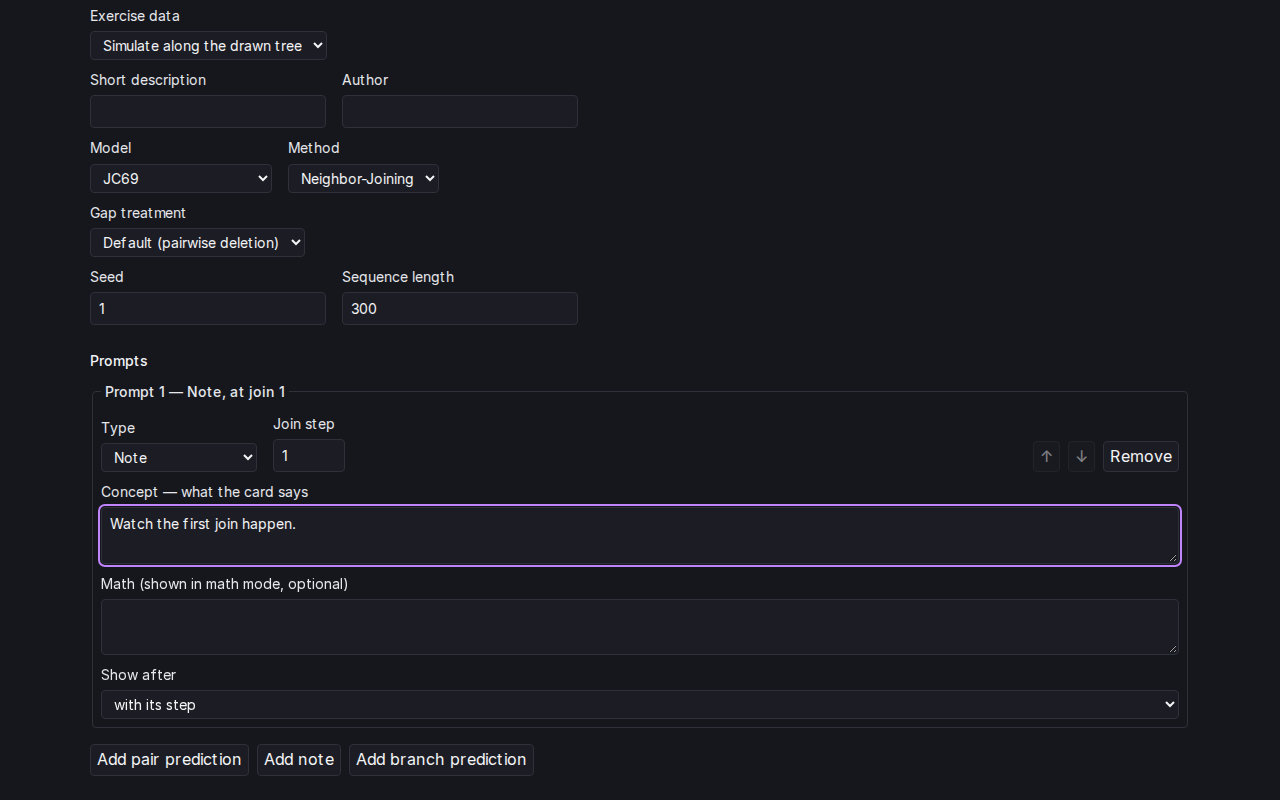 Exercise data
Simulate along the drawn tree
Short description Author
Model Method
JC69 Neighbor-Joining
Gap treatment
Default (pairwise deletion)
Seed Sequence length
1 300
Prompts
Prompt 1 — Note, at join 1
Type Join step
Note 1 ↑ ↓ Remove
Concept — what the card says
Watch the first join happen.
Math (shown in math mode, optional)
Show after
with its step
Add pair prediction Add note Add branch prediction